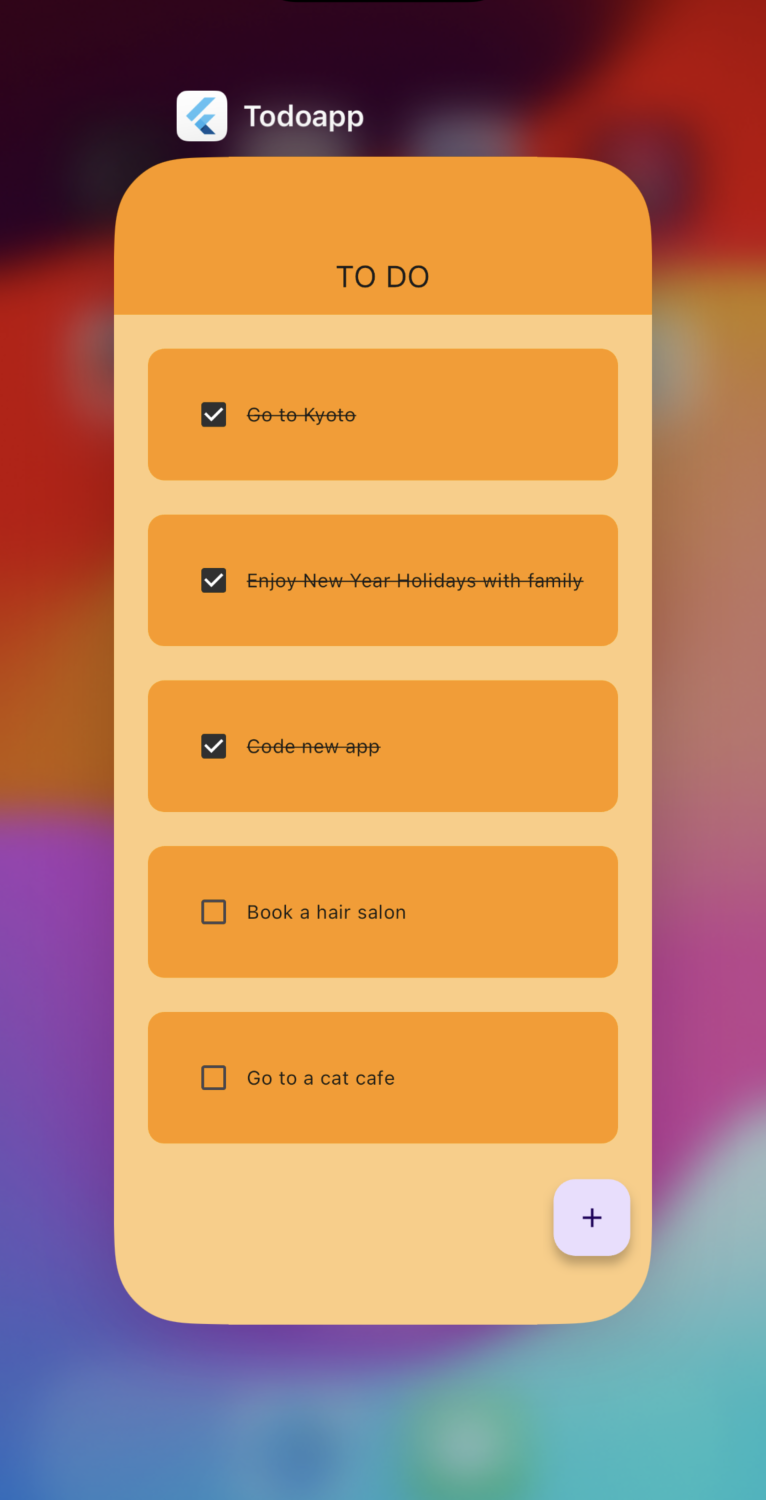 Todoapp
TO DO
Go to Kyoto
Enjoy New Year Holidays with family
Code new app
Book a hair salon
Go to a cat cafe
+